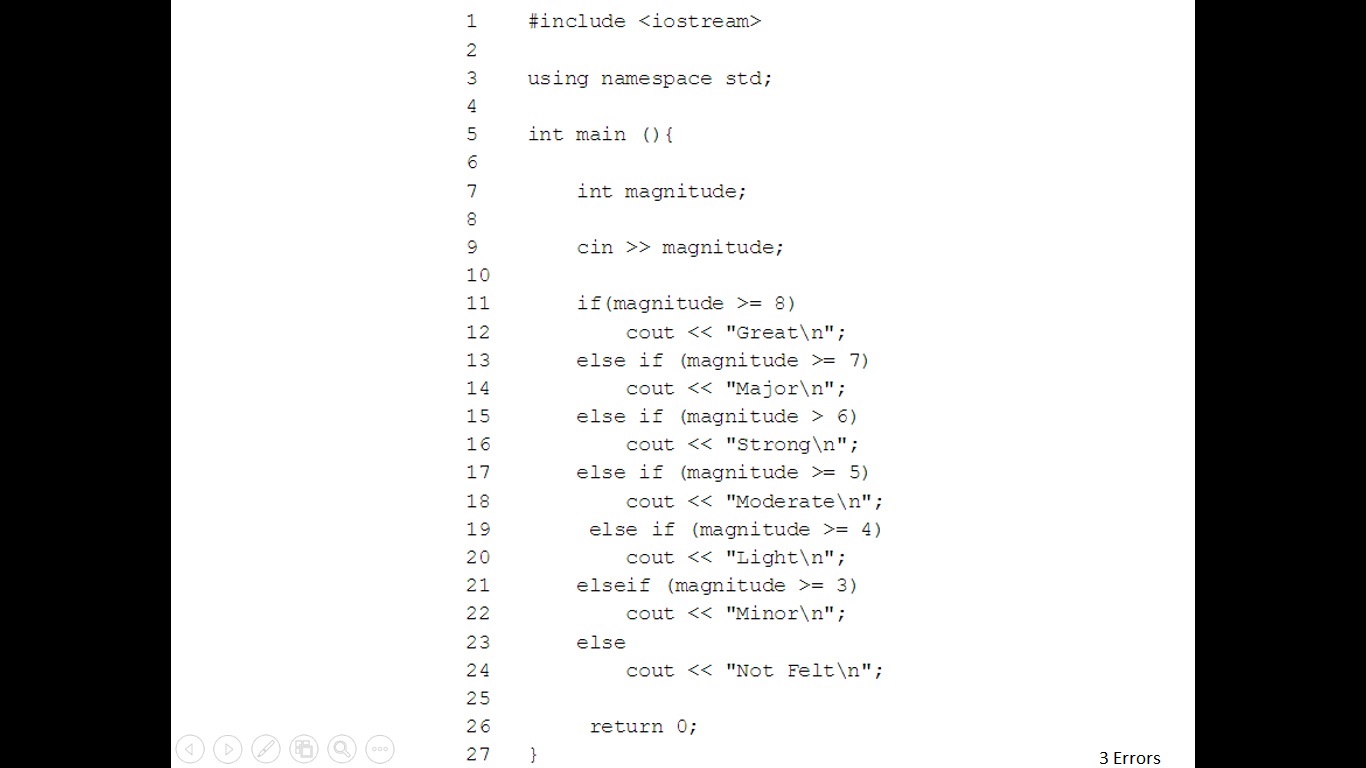 1 #include <iostream>
2
3 using namespace std;
4
5 int main (){
6
7 int magnitude;
8
9 cin >> magnitude;
10
11 if(magnitude >= 8)
12 cout << "Great\n";
13 else if (magnitude >= 7)
14 cout << "Major\n";
15 else if (magnitude > 6)
16 cout << "Strong\n";
17 else if (magnitude >= 5)
18 cout << "Moderate\n";
19 else if (magnitude >= 4)
20 cout << "Light\n";
21 elseif (magnitude >= 3)
22 cout << "Minor\n";
23 else
24 cout << "Not Felt\n";
25
26 return 0;
27 }
3 Errors